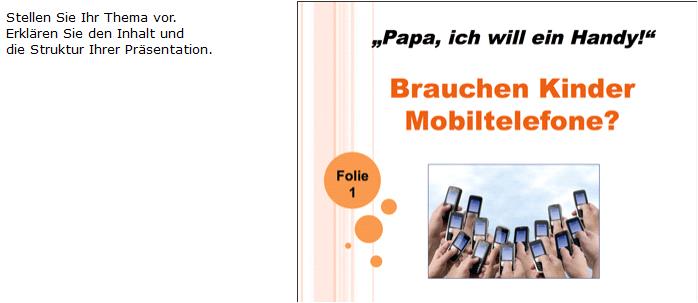 Stellen Sie Ihr Thema vor.
Erklären Sie den Inhalt und
die Struktur Ihrer Präsentation.
„Papa, ich will ein Handy!“
Brauchen Kinder
Mobiltelefone?
Folie
1